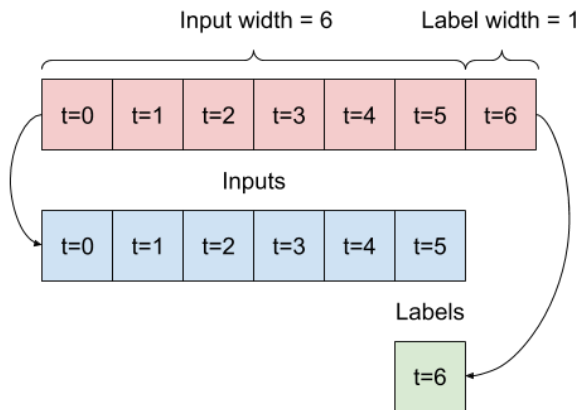 Input width = 6 Label width = 1
t=0 t=1 t=2 t=3 t=4 t=5 t=6
Inputs
t=0 t=1 t=2 t=3 t=4 t=5
Labels
t=6